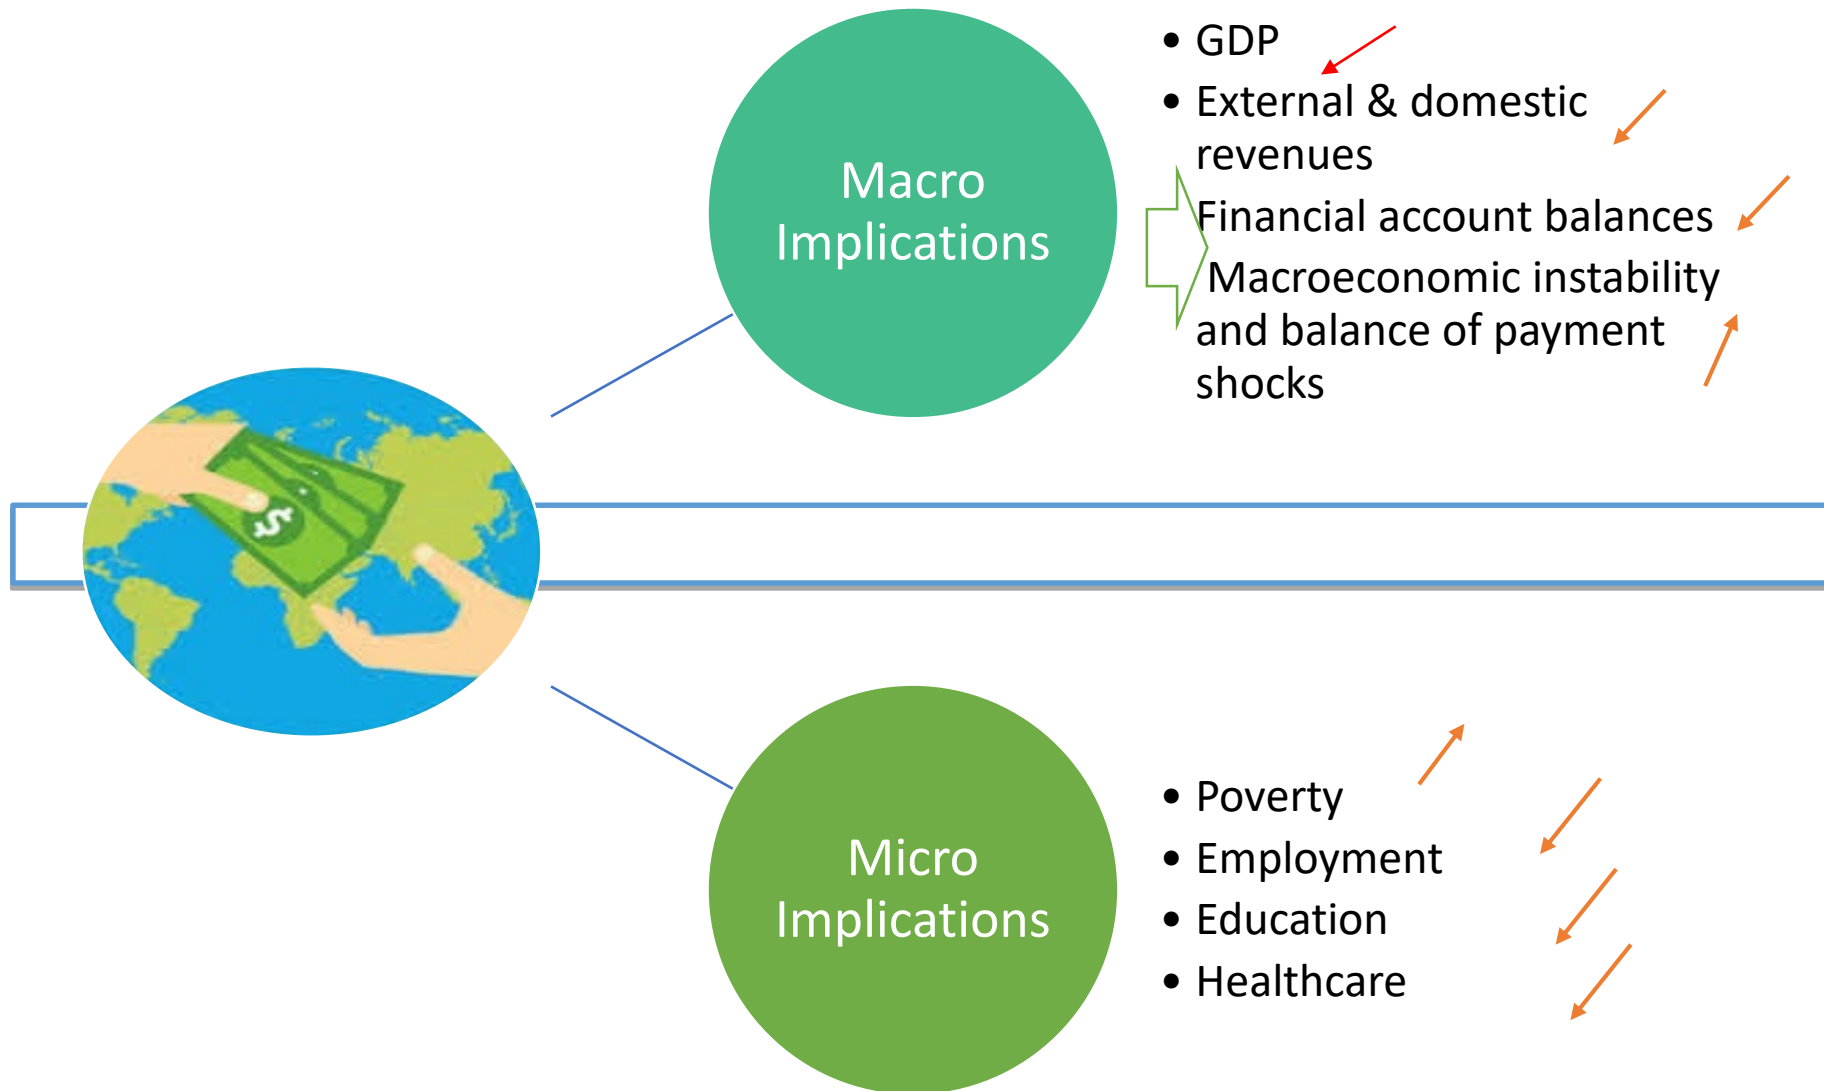 Macro
Implications
• GDP
• External & domestic
revenues
Financial account balances
Macroeconomic instability
and balance of payment
shocks
$
Micro
Implications
• Poverty
• Employment
• Education
• Healthcare